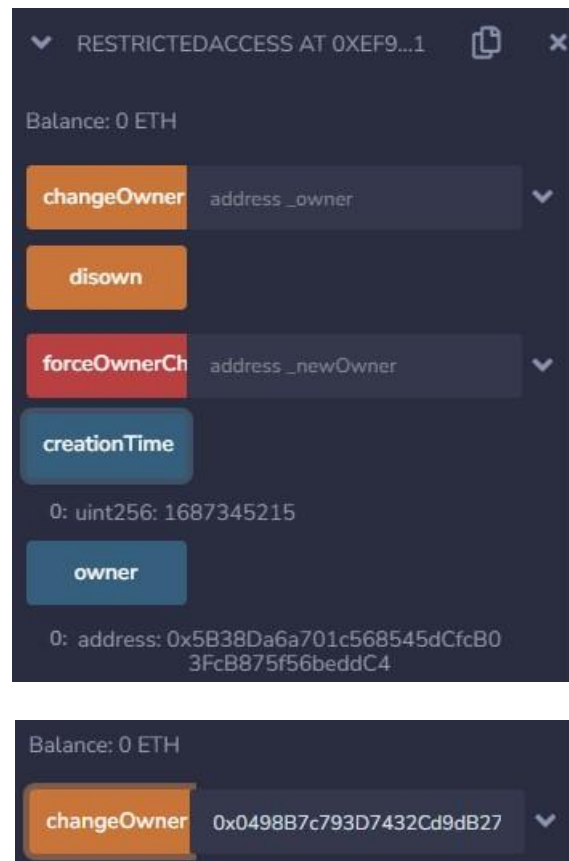 RESTRICTEDACCESS AT 0XEF9...1
Balance: 0 ETH
changeOwner address _owner
disown
forceOwnerCh address _newOwner
creationTime
0: uint256: 1687345215
owner
0: address: 0x5B38Da6a701c568545dCfcB0
3FcB875f56beddC4
Balance: 0 ETH
changeOwner 0x0498B7c793D7432Cd9dB27